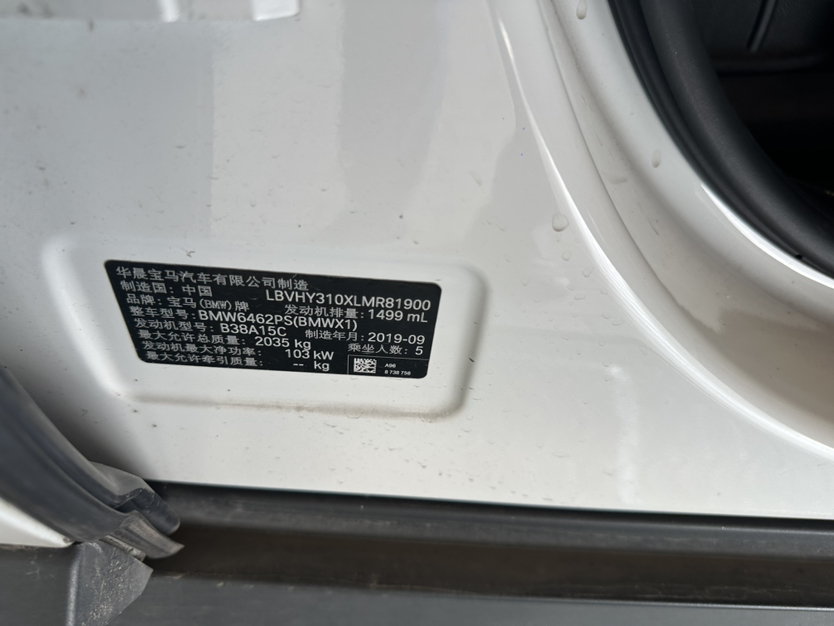 华晨宝马汽车有限公司制造
制造国：中国 LBVHY310XLMR81900
品牌：宝马(BMW)牌 发动机排量：1499 mL
整车型号：BMW6462PS(BMWX1)
发动机型号：B38A15C 制造年月：2019-09
最大允许总质量：2035 kg 乘坐人数：5
发动机最大净功率：103 kW
最大允许牵引质量：-- kg
A96
8 738 756